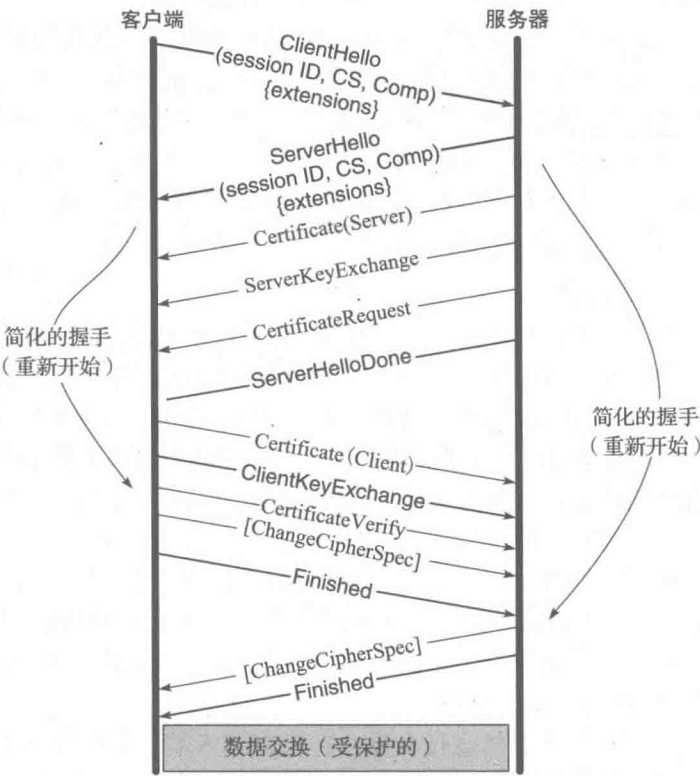 客户端
服务器
ClientHello
(session ID, CS, Comp)
{extensions}
ServerHello
(session ID, CS, Comp)
{extensions}
Certificate(Server)
ServerKeyExchange
CertificateRequest
ServerHelloDone
简化的握手
（重新开始）
简化的握手
（重新开始）
Certificate (Client)
ClientKeyExchange
CertificateVerify
[ChangeCipherSpec]
Finished
[ChangeCipherSpec]
Finished
数据交换（受保护的）